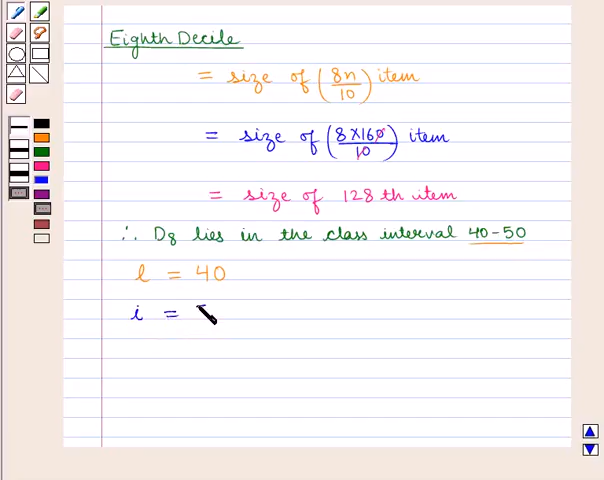 Eighth Decile
= size of (8n/10) item
= size of (8×160/10) item
= size of 128 th item
∴ D8 lies in the class interval 40-50
l = 40
i =